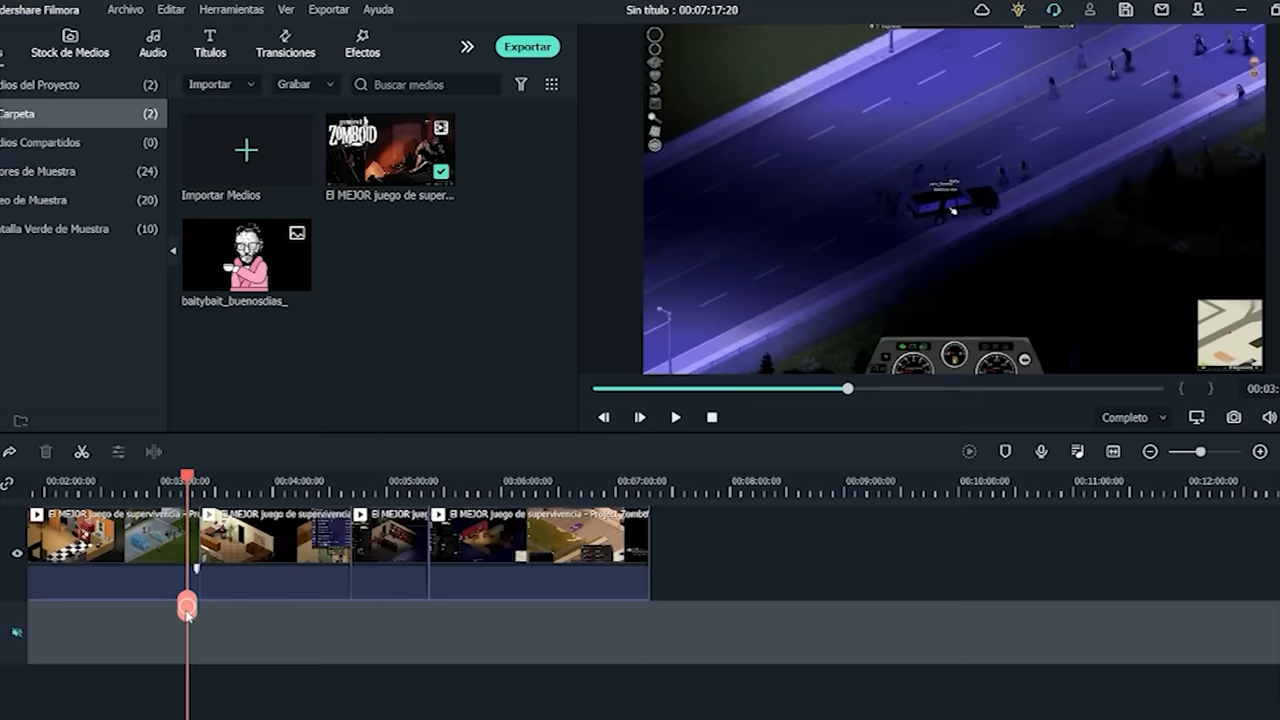 dershare Filmora
Archivo Editar Herramientas Ver Exportar Ayuda
Sin título : 00:07:17:20
Stock de Medios Audio Títulos Transiciones Efectos
Exportar
dios del Proyecto (2)
Carpeta (2)
dios Compartidos (0)
ores de Muestra (24)
eo de Muestra (20)
talla Verde de Muestra (10)
Importar Grabar Buscar medios
Importar Medios
project ZOMBOID
El MEJOR juego de super...
baitybait_buenosdias_
00:03:
Completo
00:02:00:00 00:04:00:00 00:05:00:00 00:06:00:00 00:07:00:00 00:08:00:00 00:09:00:00 00:10:00:00 00:11:00:00 00:12:00:00
El MEJOR juego de supervivencia - Pr
El MEJOR juego de supervivencia
El MEJOR jueg
El MEJOR juego de supervivencia - Project Zombo